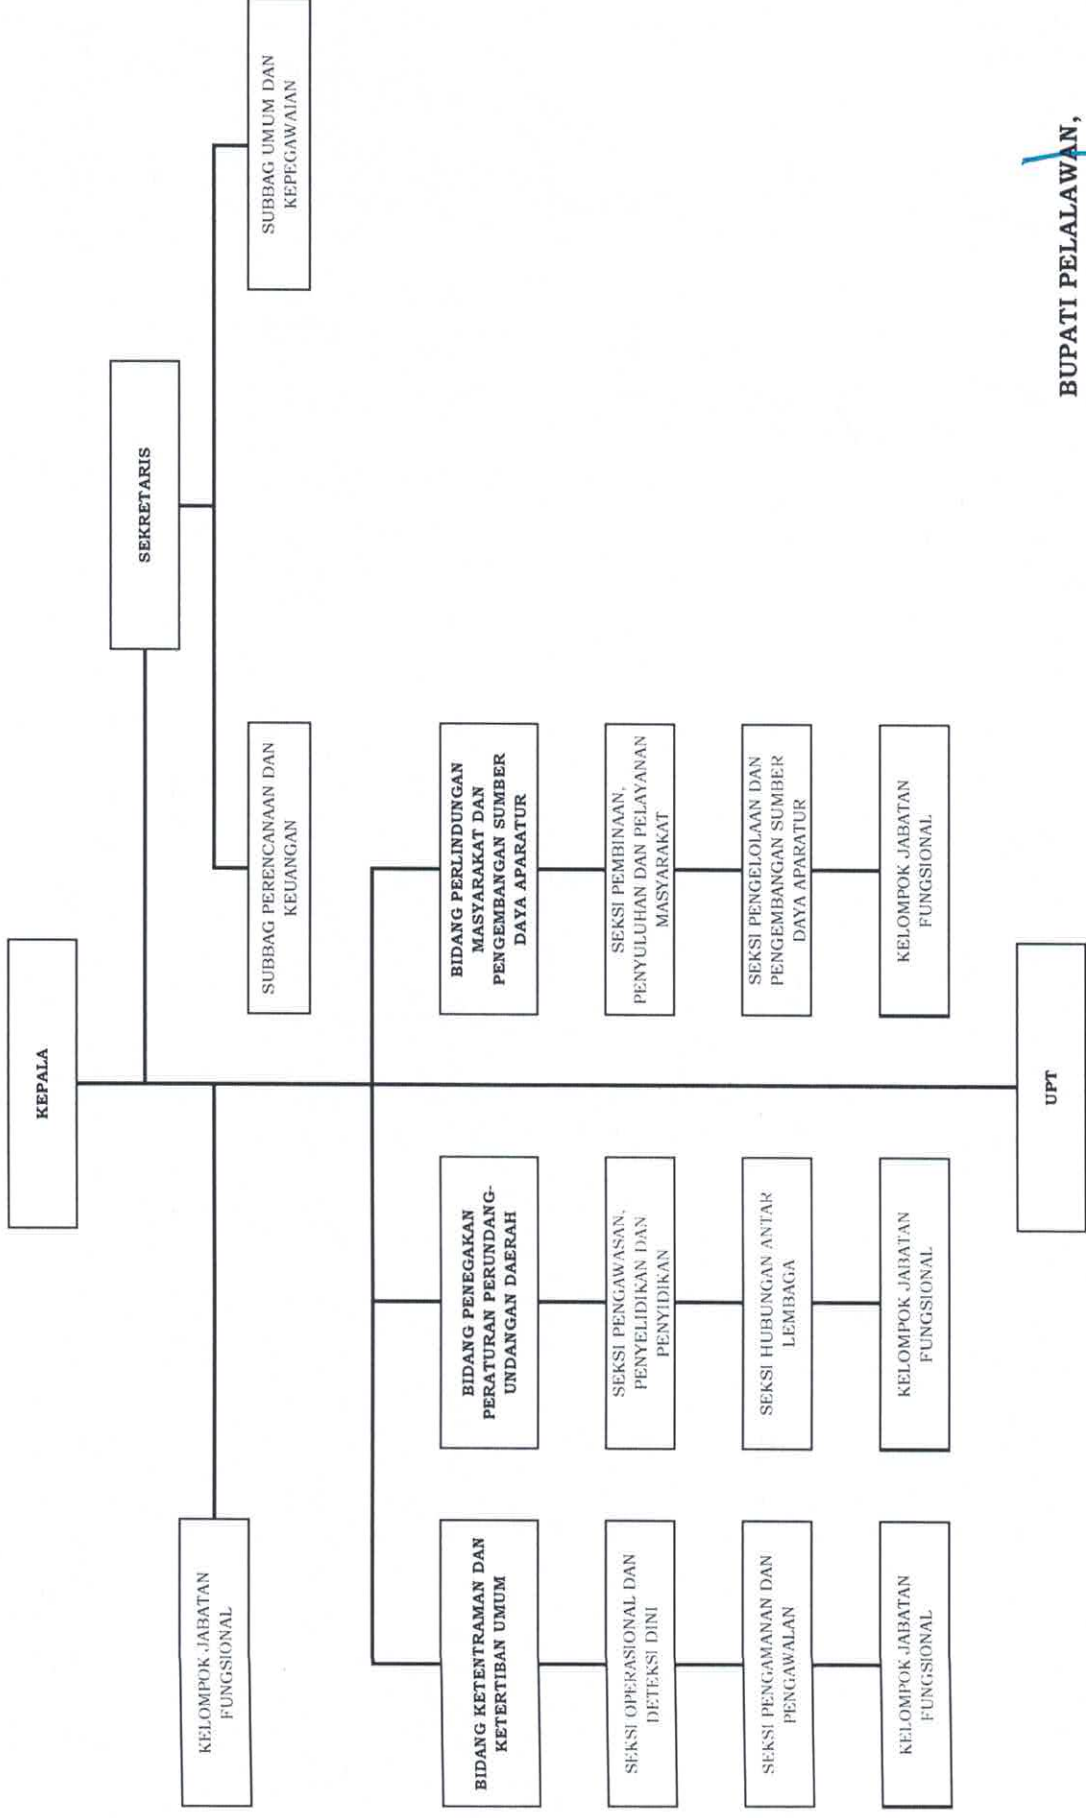 KEPALA
SEKRETARIS
KELOMPOK JABATAN
FUNGSIONAL
SUBBAG PERENCANAAN DAN
KEUANGAN
SUBBAG UMUM DAN
KEPEGAWAIAN
BIDANG KETENTRAMAN DAN
KETERTIBAN UMUM
BIDANG PENEGAKAN
PERATURAN PERUNDANG-
UNDANGAN DAERAH
BIDANG PERLINDUNGAN
MASYARAKAT DAN
PENGEMBANGAN SUMBER
DAYA APARATUR
SEKSI OPERASIONAL DAN
DETEKSI DINI
SEKSI PENGAWASAN,
PENYELIDIKAN DAN
PENYIDIKAN
SEKSI PEMBINAAN,
PENYULUHAN DAN PELAYANAN
MASYARAKAT
SEKSI PENGAMANAN DAN
PENGAWALAN
SEKSI HUBUNGAN ANTAR
LEMBAGA
SEKSI PENGELOLAAN DAN
PENGEMBANGAN SUMBER
DAYA APARATUR
KELOMPOK JABATAN
FUNGSIONAL
KELOMPOK JABATAN
FUNGSIONAL
KELOMPOK JABATAN
FUNGSIONAL
UPT
BUPATI PELALAWAN,